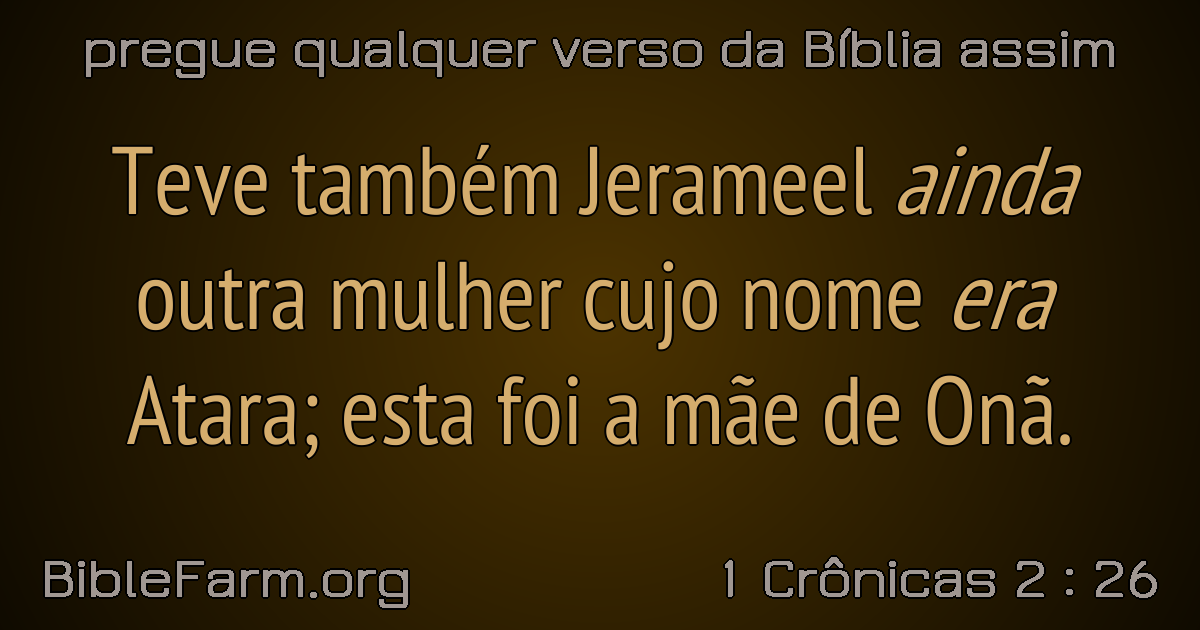 pregue qualquer verso da Bíblia assim
Teve também Jerameel ainda
outra mulher cujo nome era
Atara; esta foi a mãe de Onã.
BibleFarm.org
1 Crônicas 2 : 26